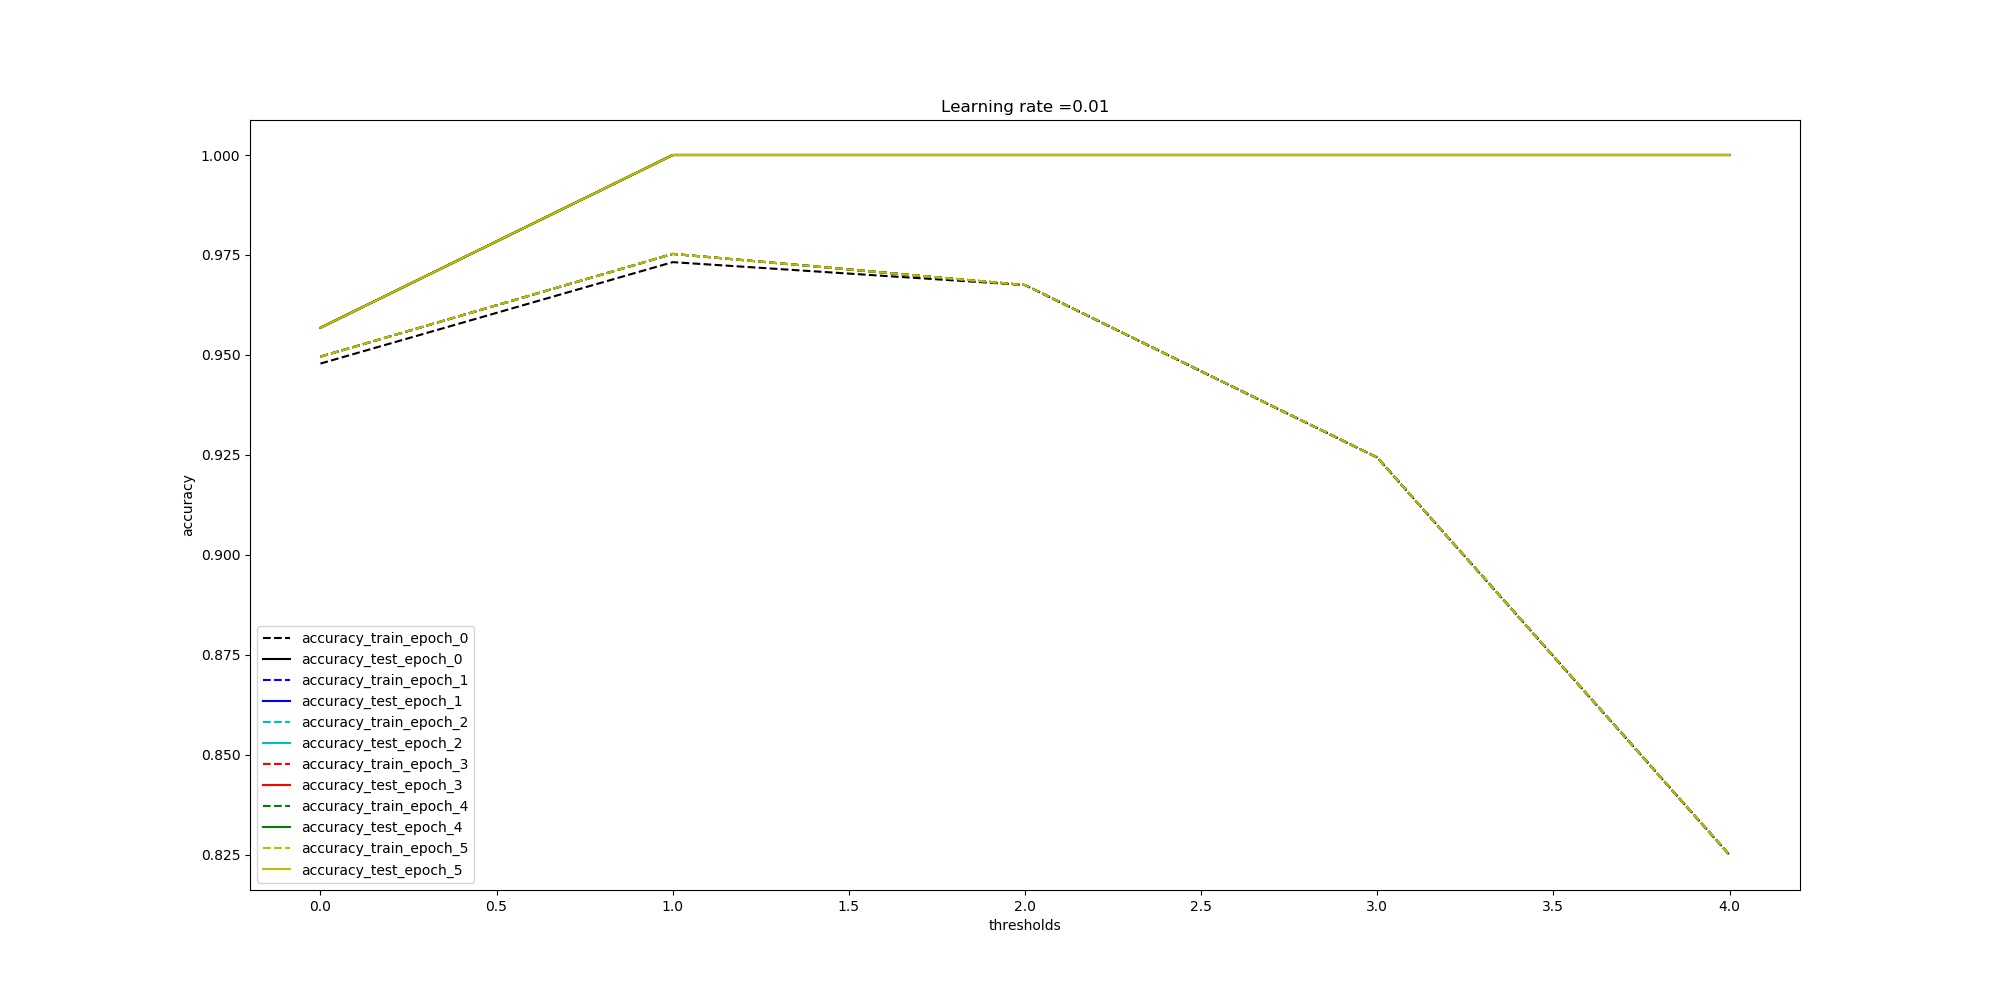 Learning rate =0.01
1.000
0.975
0.950
0.925
0.900
0.875
0.850
0.825
accuracy
accuracy_train_epoch_0
accuracy_test_epoch_0
accuracy_train_epoch_1
accuracy_test_epoch_1
accuracy_train_epoch_2
accuracy_test_epoch_2
accuracy_train_epoch_3
accuracy_test_epoch_3
accuracy_train_epoch_4
accuracy_test_epoch_4
accuracy_train_epoch_5
accuracy_test_epoch_5
0.0 0.5 1.0 1.5 2.0 2.5 3.0 3.5 4.0
thresholds